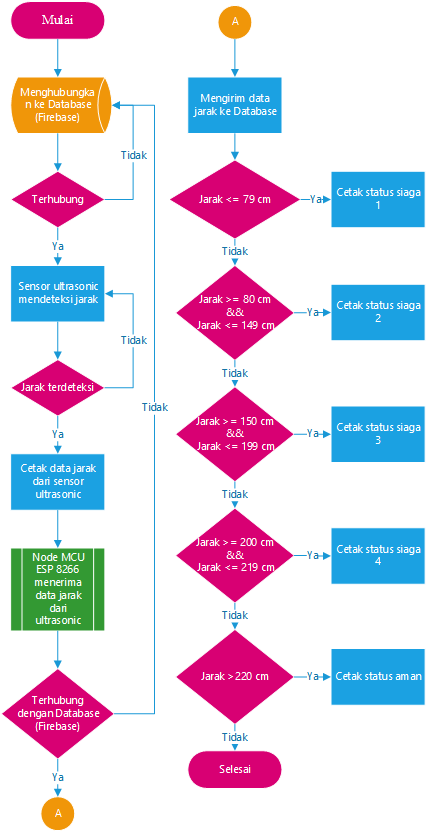 Mulai
Menghubungka
n ke Database
(Firebase)
Tidak
Terhubung
Ya
Sensor ultrasonic
mendeteksi jarak
Tidak
Jarak terdeteksi
Tidak
Ya
Cetak data jarak
dari sensor
ultrasonic
Node MCU
ESP 8266
menerima
data jarak
dari
ultrasonic
Terhubung
dengan Database
(Firebase)
Ya
A
A
Mengirim data
jarak ke Database
Jarak <= 79 cm
Ya
Cetak status siaga
1
Tidak
Jarak >= 80 cm
&&
Jarak <= 149 cm
Ya
Cetak status siaga
2
Tidak
Jarak >= 150 cm
&&
Jarak <= 199 cm
Ya
Cetak status siaga
3
Tidak
Jarak >= 200 cm
&&
Jarak <= 219 cm
Ya
Cetak status siaga
4
Tidak
Jarak >220 cm
Ya
Cetak status aman
Tidak
Selesai